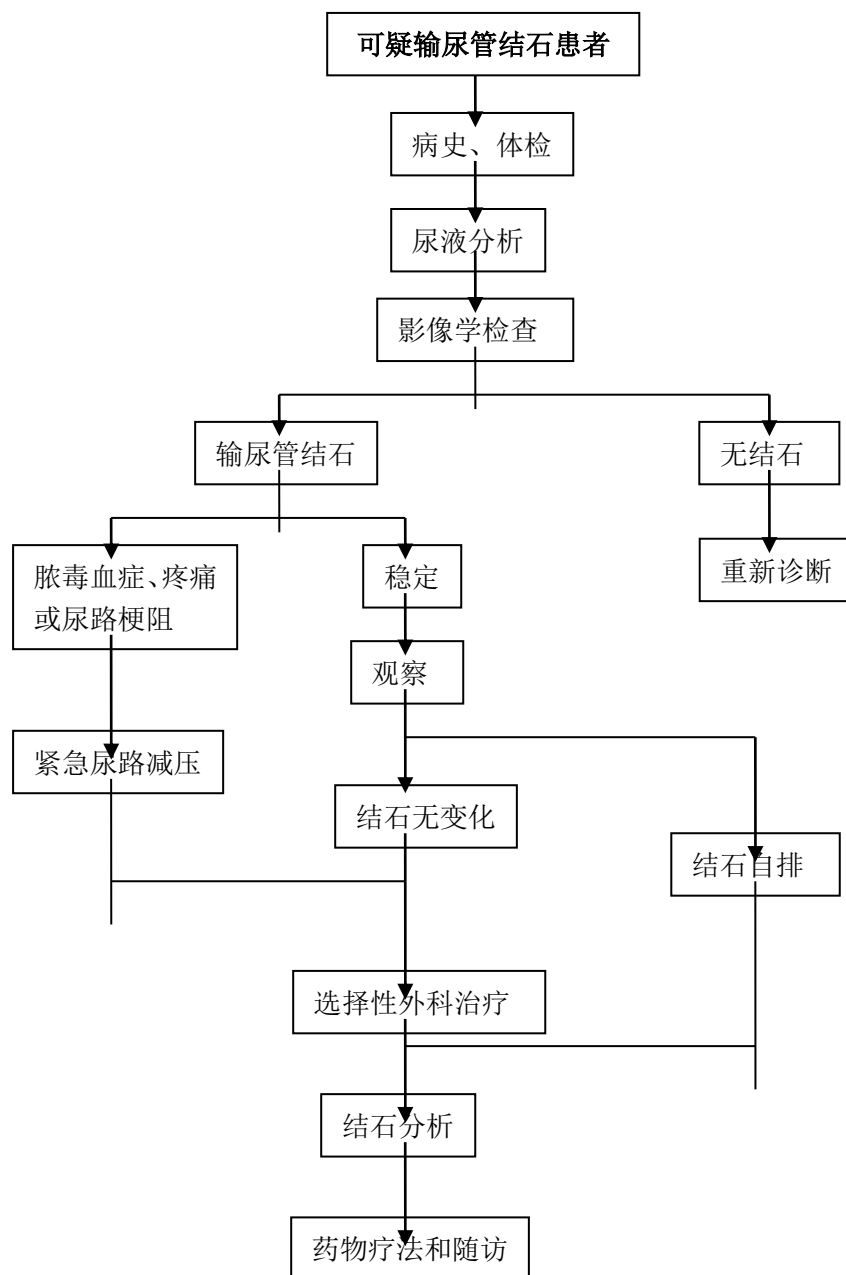 可疑输尿管结石患者
病史、体检
尿液分析
影像学检查
输尿管结石
无结石
脓毒血症、疼痛
或尿路梗阻
稳定
重新诊断
观察
紧急尿路减压
结石无变化
结石自排
选择性外科治疗
结石分析
药物疗法和随访